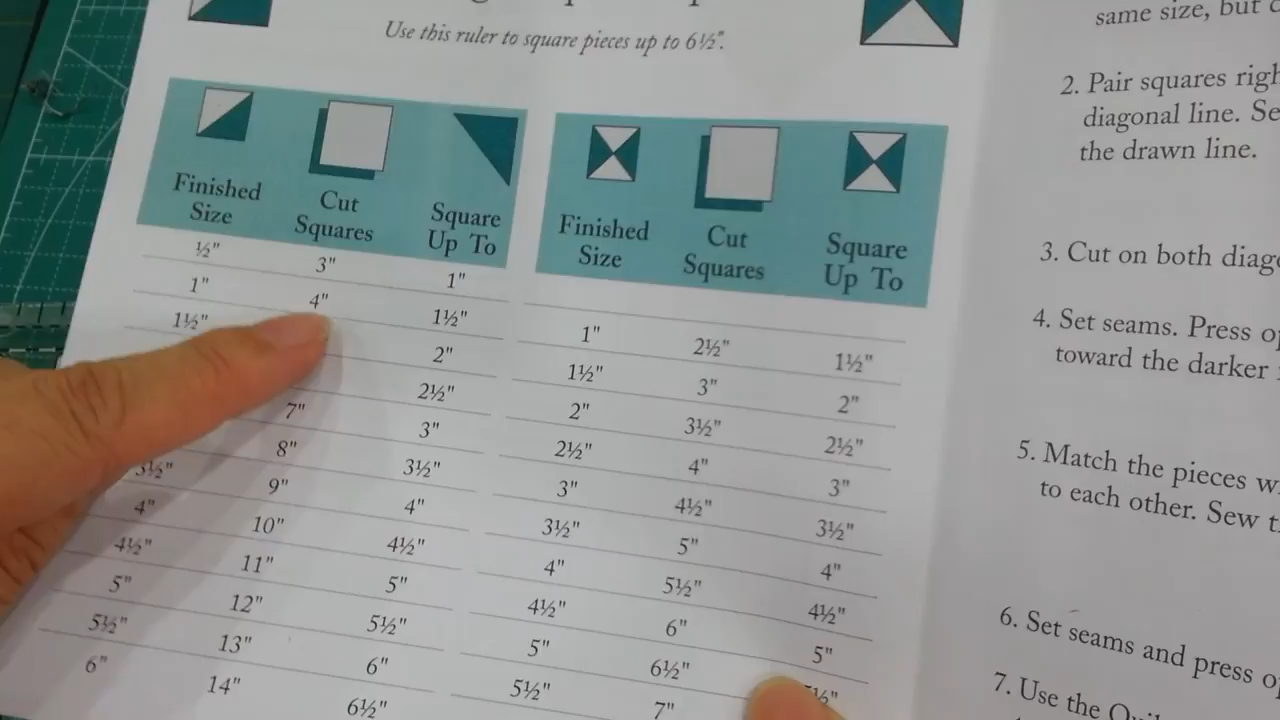 Use this ruler to square pieces up to 6½".
Finished Size
Cut Squares
Square Up To
½" 3" 1"
1" 4" 1½"
1½" 2"
2½"
7" 3"
8" 3½"
3½" 9" 4"
4" 10" 4½"
4½" 11" 5"
5" 12" 5½"
5½" 13" 6"
6" 14" 6½"
Finished Size
Cut Squares
Square Up To
1" 2½" 1½"
1½" 3" 2"
2" 3½" 2½"
2½" 4" 3"
3" 4½" 3½"
3½" 5" 4"
4" 5½" 4½"
4½" 6" 5"
5" 6½"
5½" 7"
same size, but
2. Pair squares
diagonal line.
the drawn line.
3. Cut on both
4. Set seams. Press
toward the darker
5. Match the pieces
to each other. Sew
6. Set seams and press
7. Use the